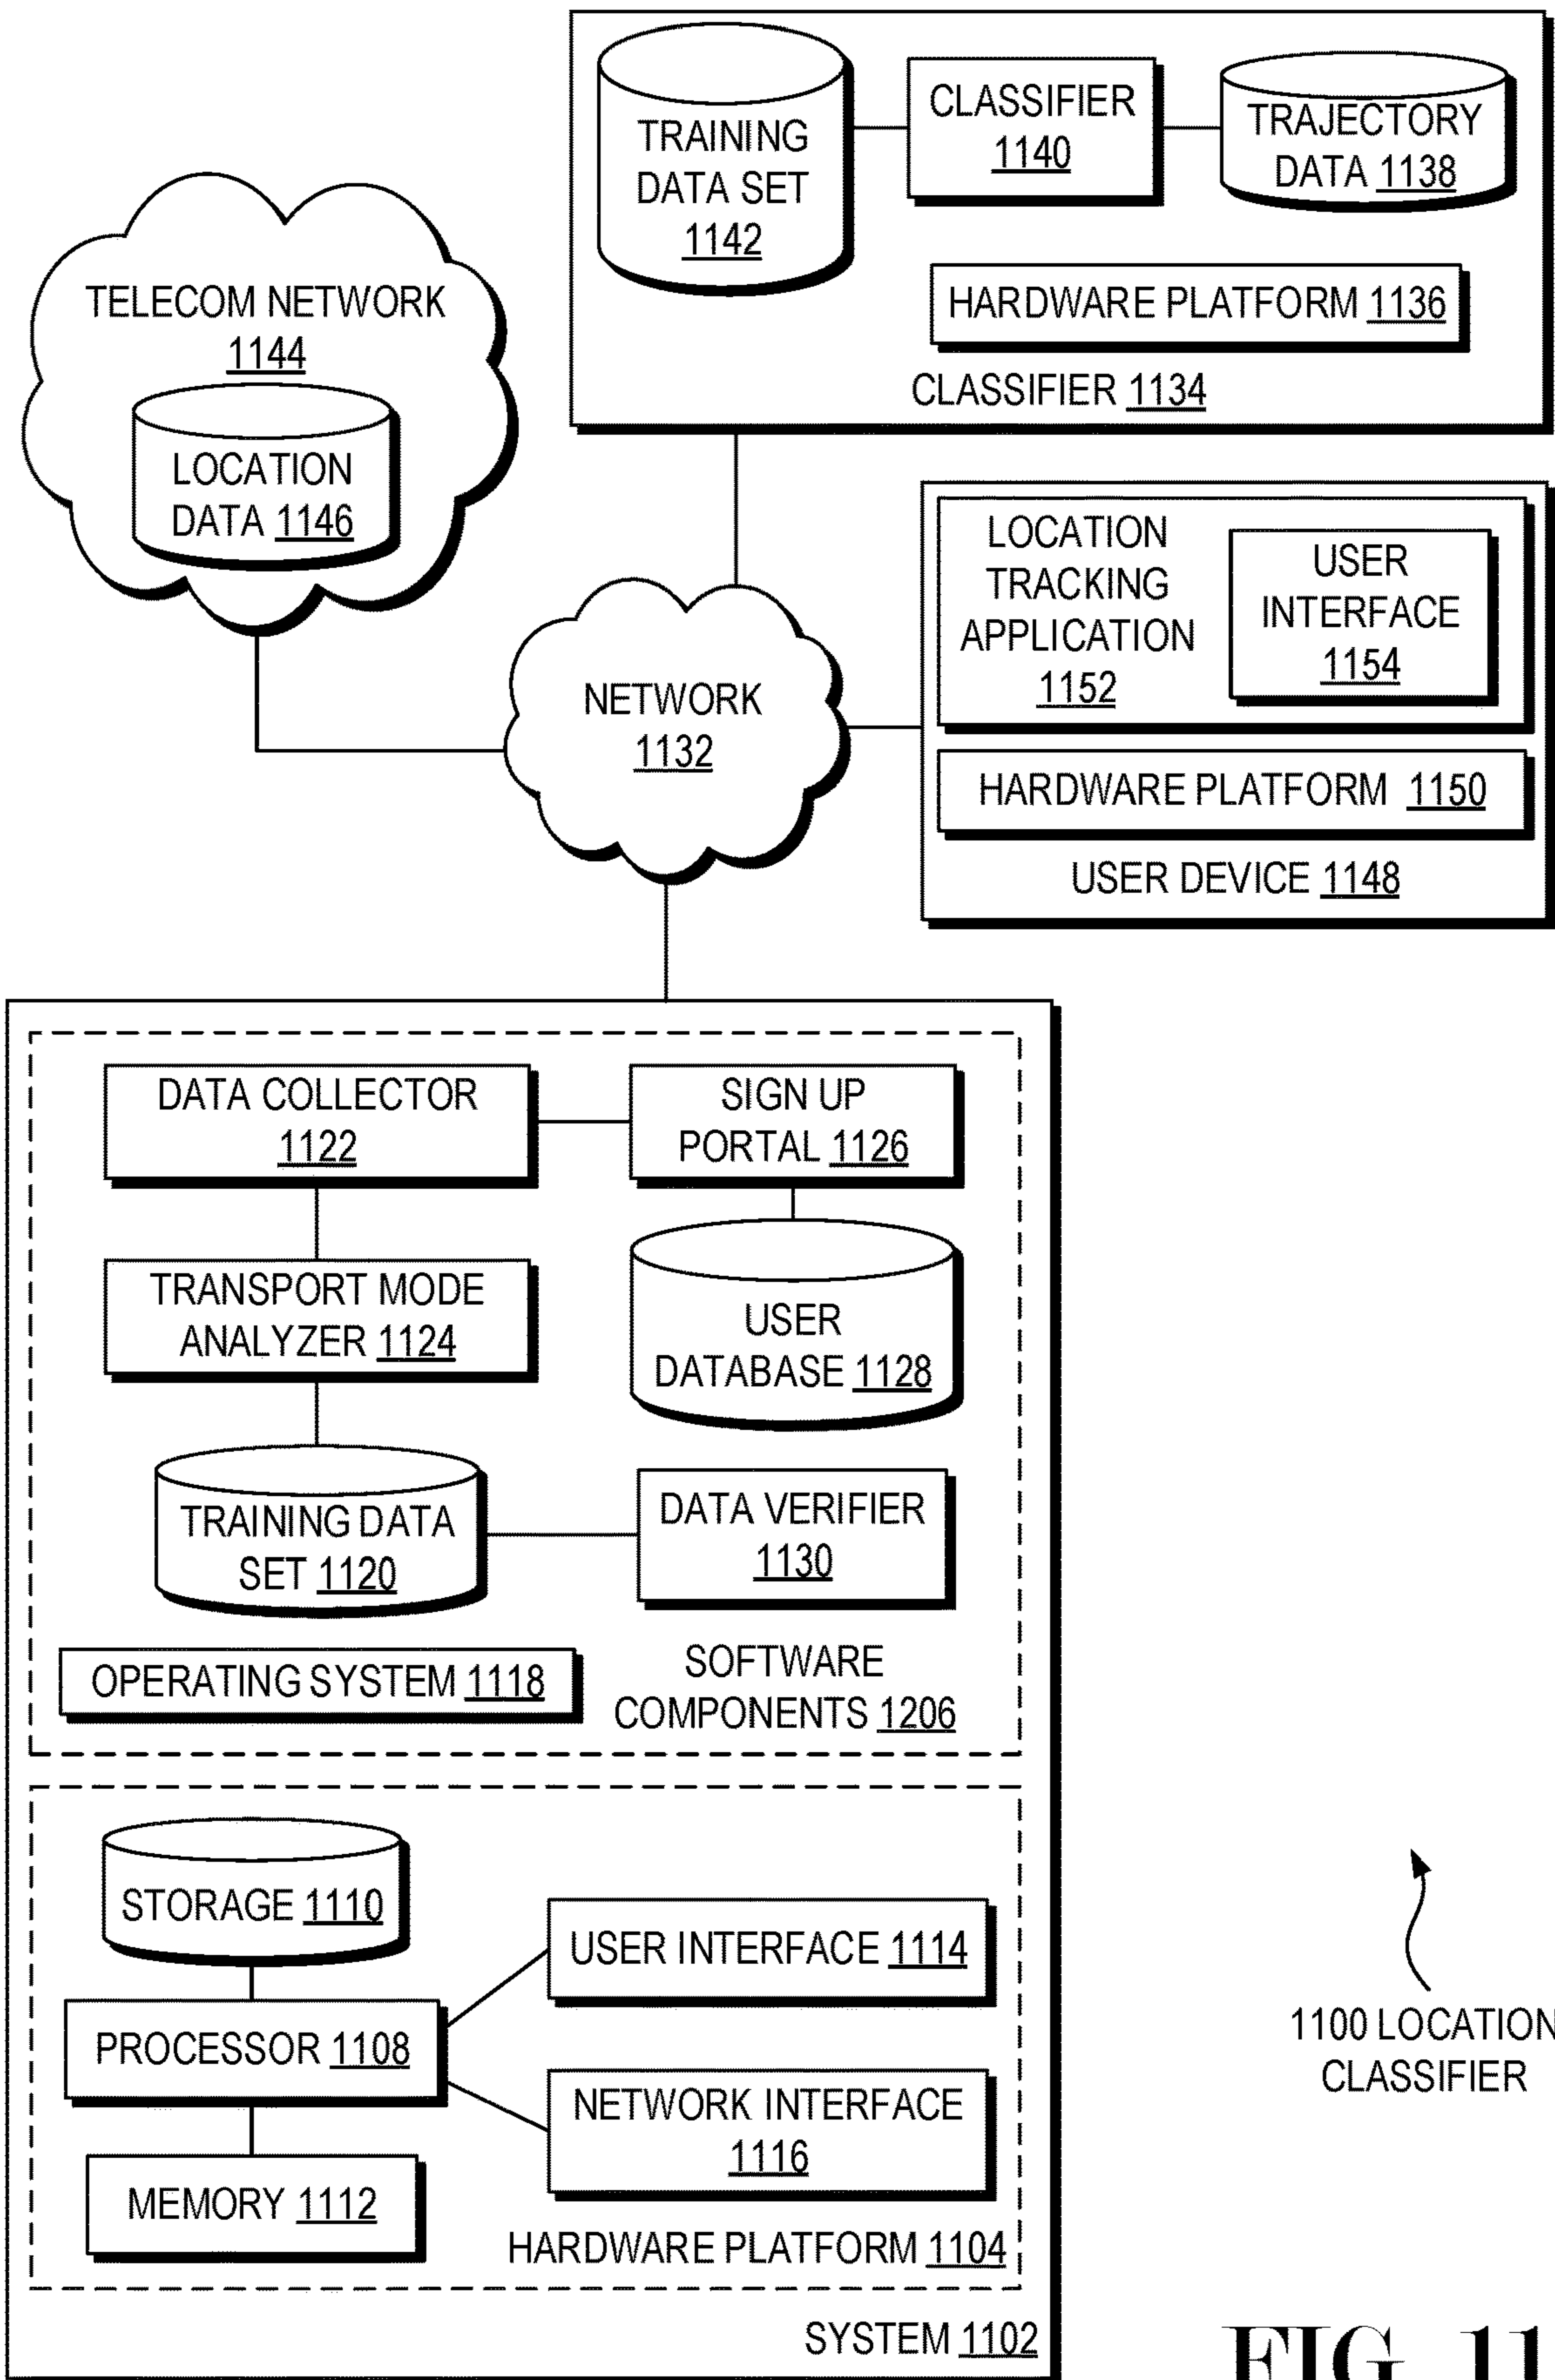 TRAINING
DATA SET
1142
CLASSIFIER
1140
TRAJECTORY
DATA 1138
HARDWARE PLATFORM 1136
CLASSIFIER 1134
TELECOM NETWORK
1144
LOCATION
DATA 1146
LOCATION
TRACKING
APPLICATION
1152
USER
INTERFACE
1154
HARDWARE PLATFORM 1150
USER DEVICE 1148
NETWORK
1132
DATA COLLECTOR
1122
SIGN UP
PORTAL 1126
TRANSPORT MODE
ANALYZER 1124
USER
DATABASE 1128
TRAINING DATA
SET 1120
DATA VERIFIER
1130
OPERATING SYSTEM 1118
SOFTWARE
COMPONENTS 1206
STORAGE 1110
USER INTERFACE 1114
PROCESSOR 1108
NETWORK INTERFACE
1116
MEMORY 1112
HARDWARE PLATFORM 1104
SYSTEM 1102
1100 LOCATION
CLASSIFIER
FIG. 11